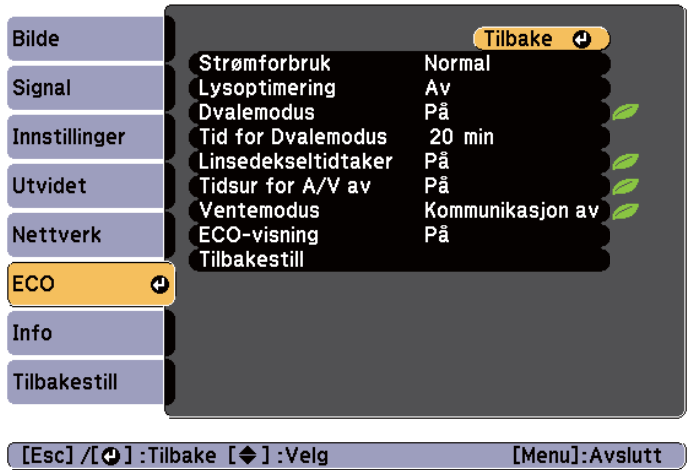 Bilde
Signal
Innstillinger
Utvidet
Nettverk
ECO
Info
Tilbakestill
Tilbake
Strømforbruk Normal
Lysoptimering Av
Dvalemodus På
Tid for Dvalemodus 20 min
Linsedekseltidtaker På
Tidsur for A/V av På
Ventemodus Kommunikasjon av
ECO-visning På
Tilbakestill
[Esc] /[ ] :Tilbake [ ] :Velg [Menu]:Avslutt